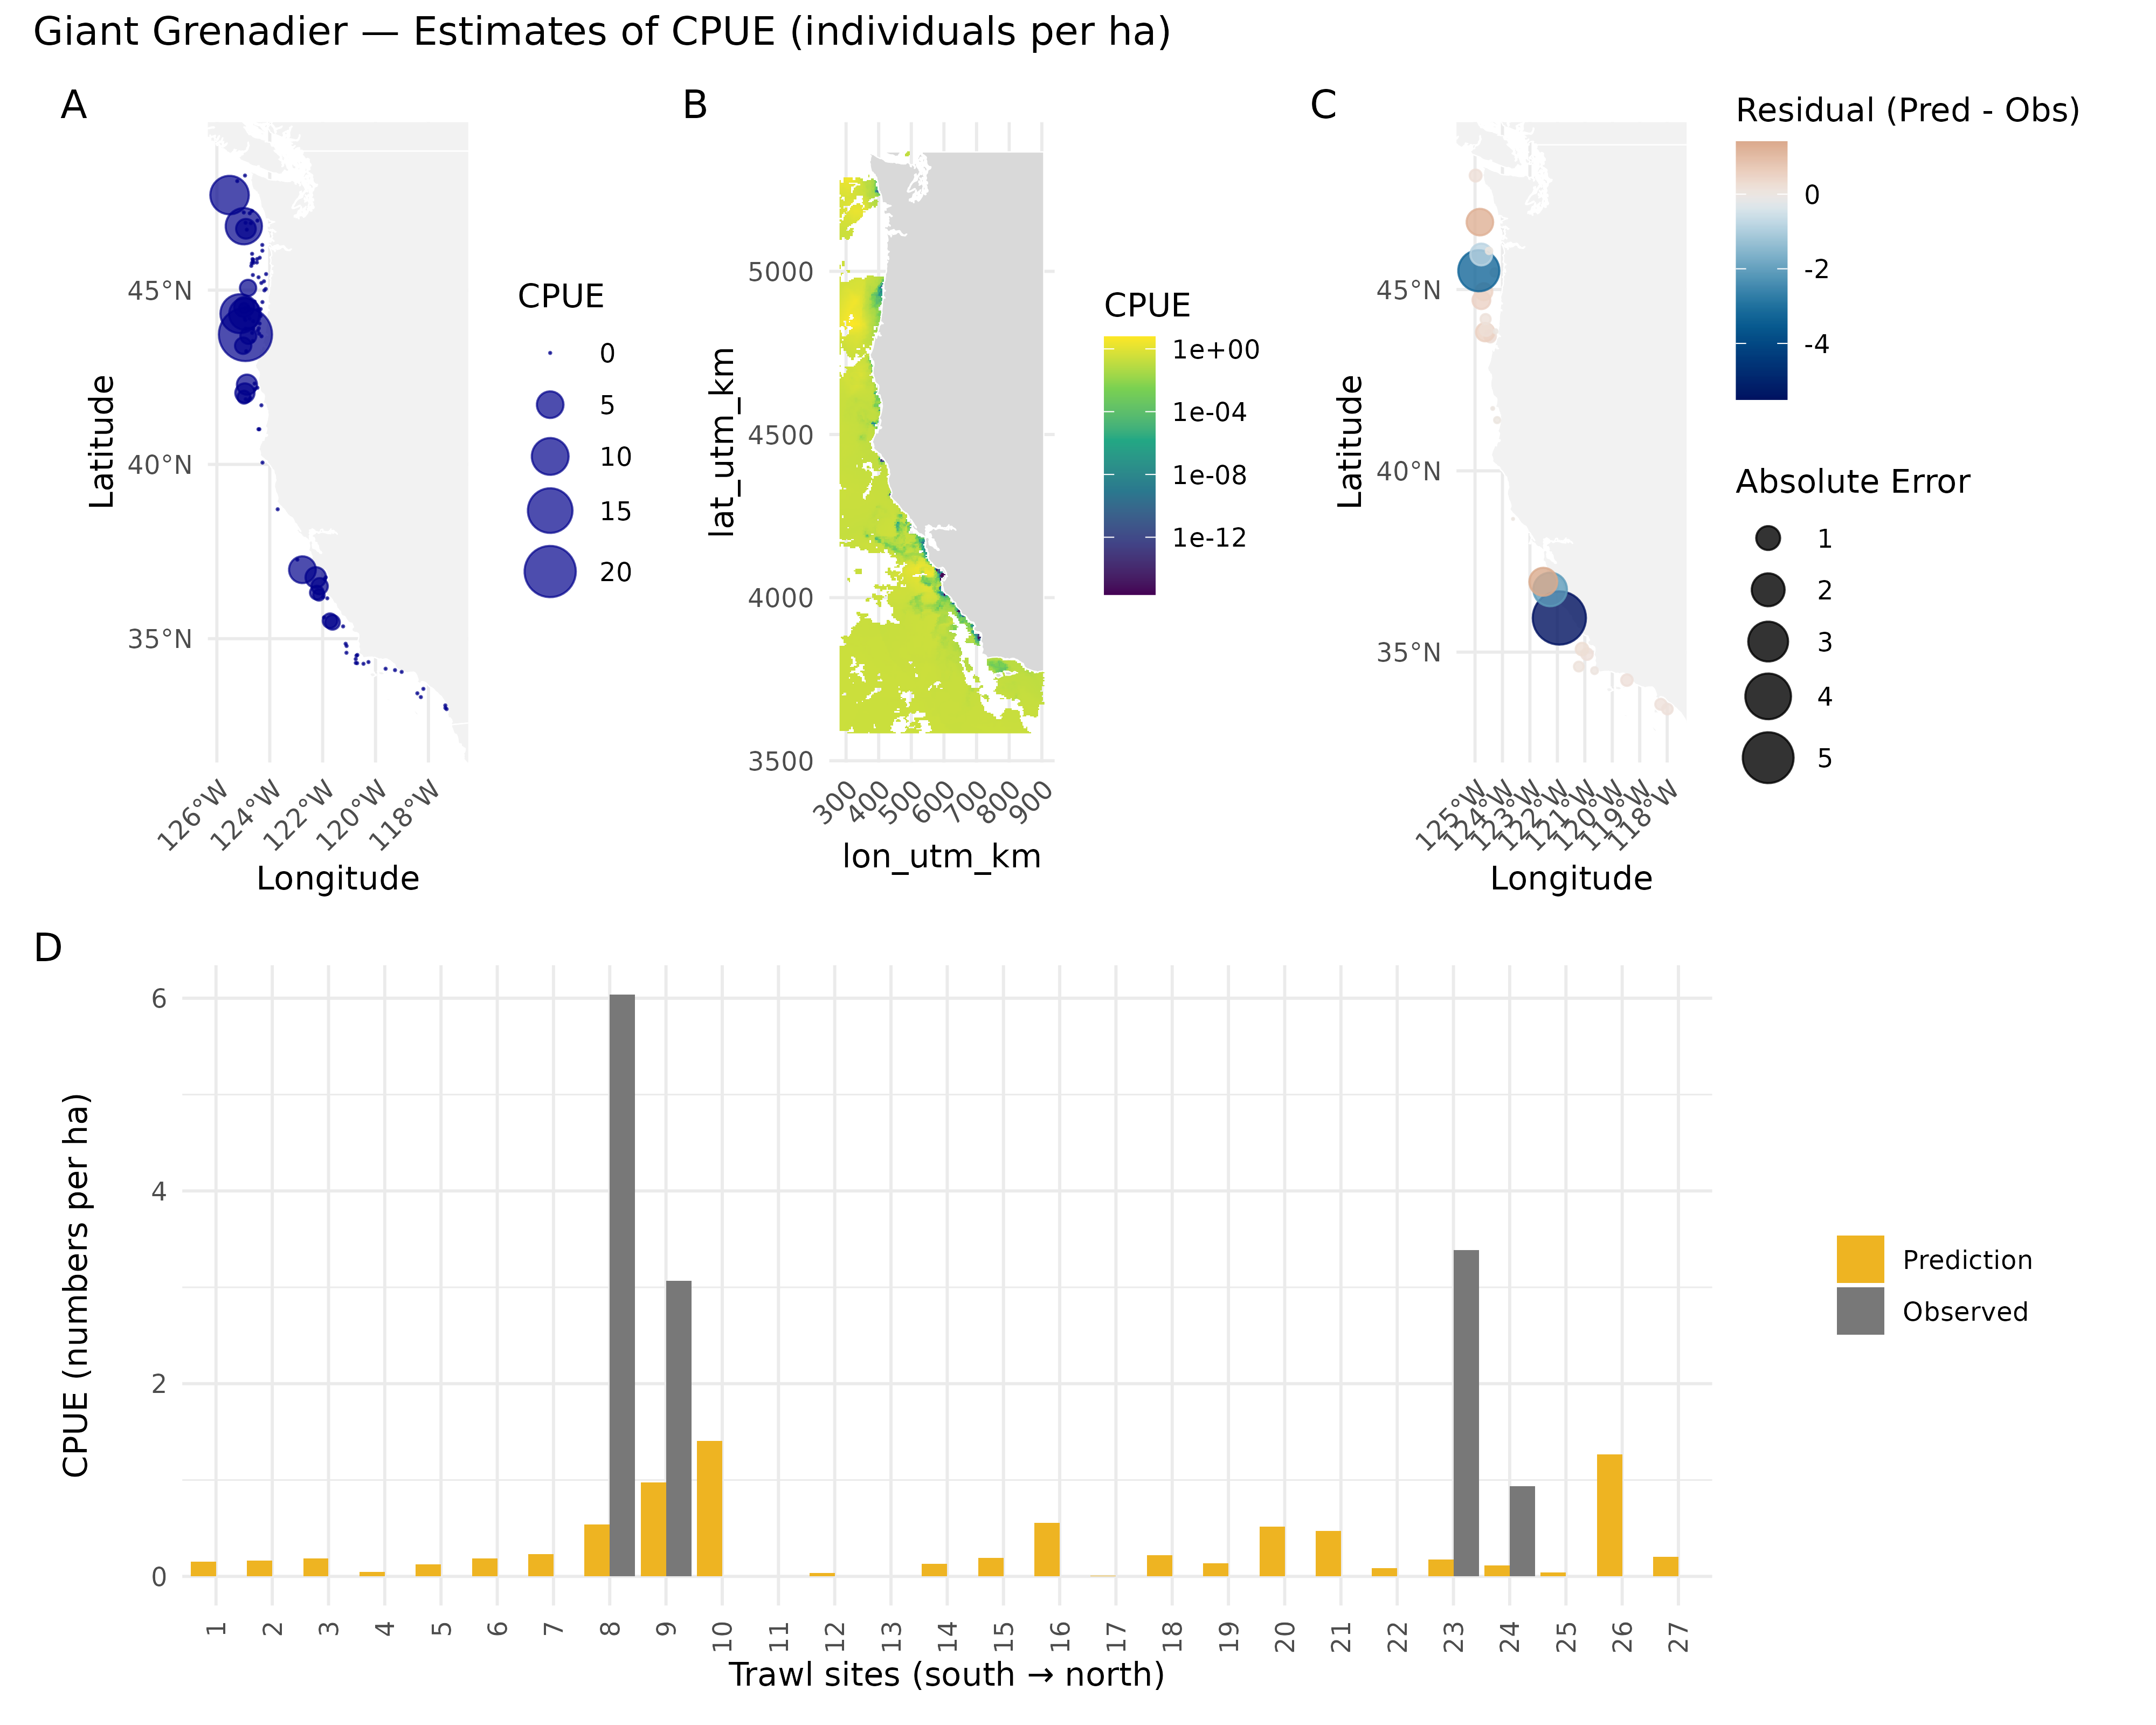 Giant Grenadier — Estimates of CPUE (individuals per ha)
A
Latitude
45°N
40°N
35°N
126°W
124°W
122°W
120°W
118°W
Longitude
CPUE
0
5
10
15
20
B
lat_utm_km
5000
4500
4000
3500
300
400
500
600
700
800
900
lon_utm_km
CPUE
1e+00
1e-04
1e-08
1e-12
C
Latitude
45°N
40°N
35°N
125°W
124°W
123°W
122°W
121°W
120°W
119°W
118°W
Longitude
Residual (Pred - Obs)
0
-2
-4
Absolute Error
1
2
3
4
5
D
CPUE (numbers per ha)
6
4
2
0
1
2
3
4
5
6
7
8
9
10
11
12
13
14
15
16
17
18
19
20
21
22
23
24
25
26
27
Trawl sites (south → north)
Prediction
Observed